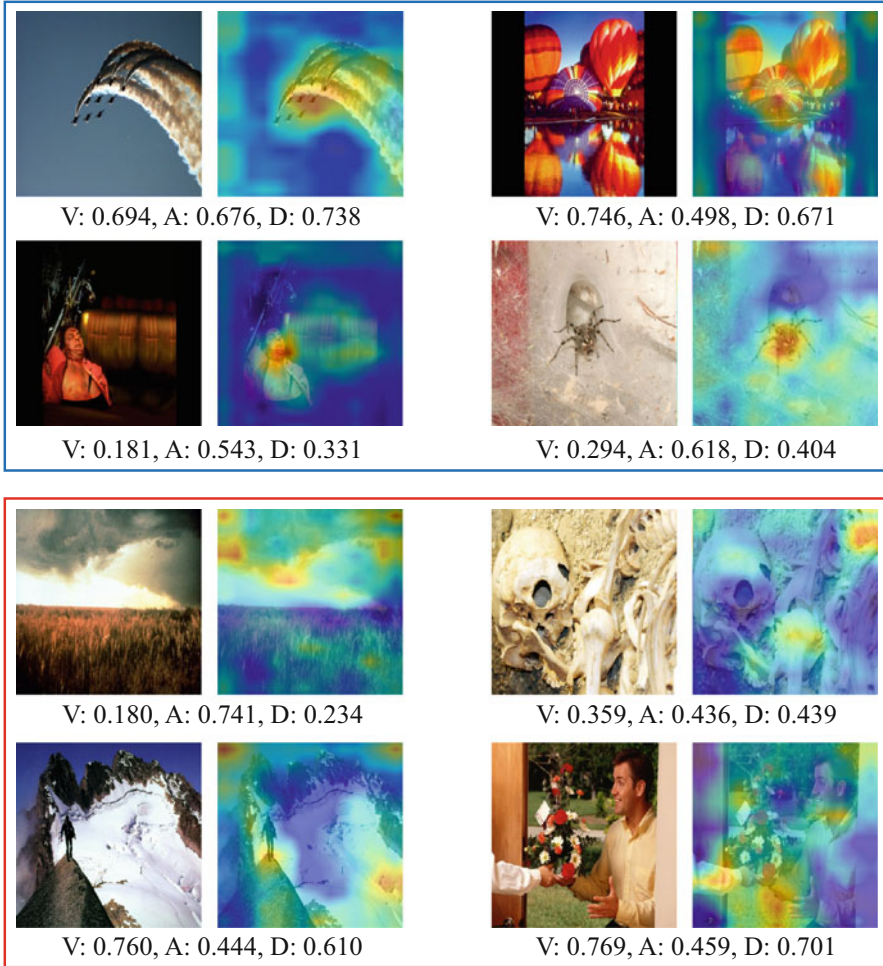 V: 0.694, A: 0.676, D: 0.738
V: 0.746, A: 0.498, D: 0.671
V: 0.181, A: 0.543, D: 0.331
V: 0.294, A: 0.618, D: 0.404
V: 0.180, A: 0.741, D: 0.234
V: 0.359, A: 0.436, D: 0.439
V: 0.760, A: 0.444, D: 0.610
V: 0.769, A: 0.459, D: 0.701